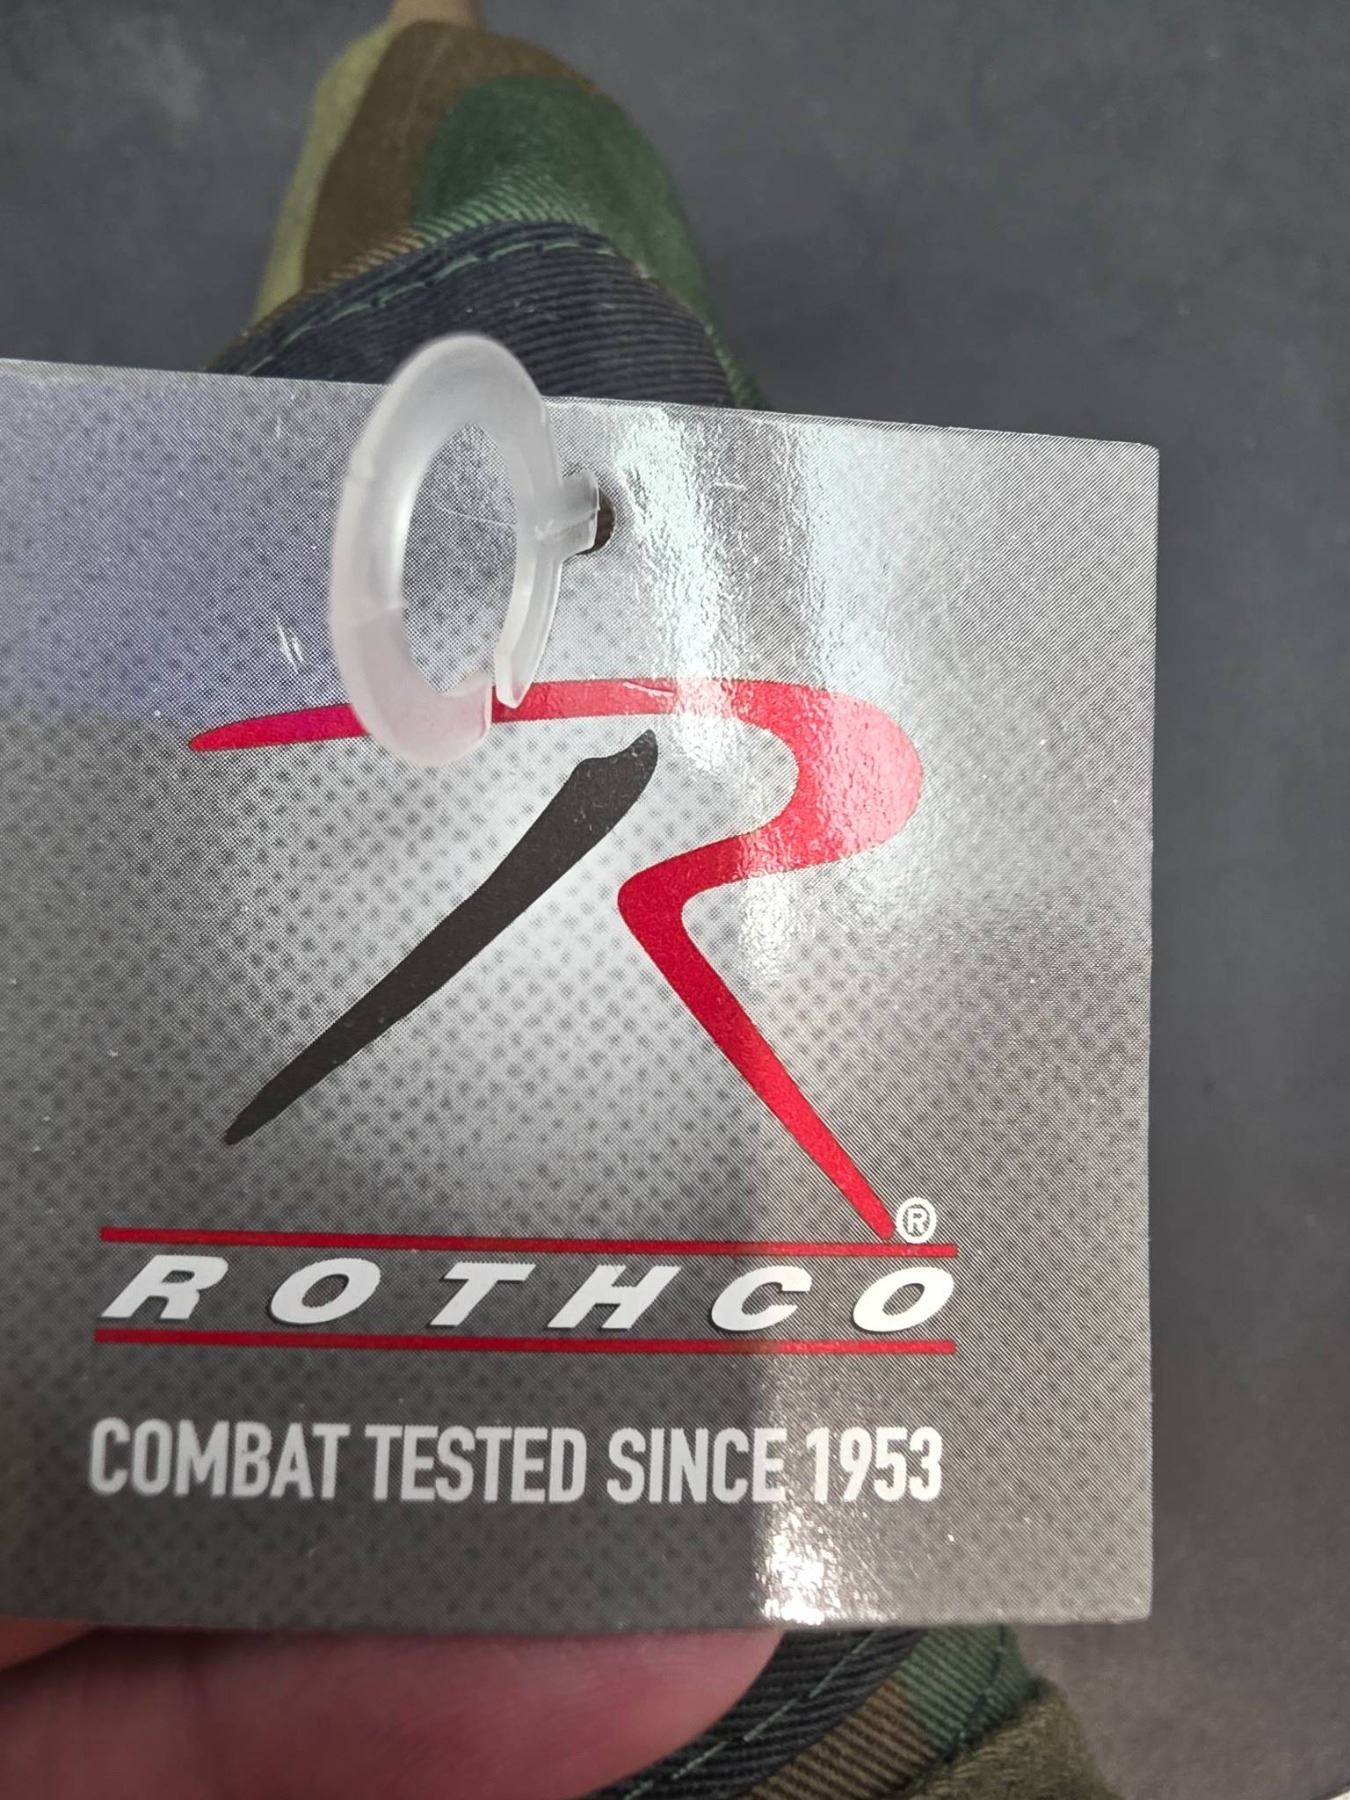 ®
ROTHCO
COMBAT TESTED SINCE 1953